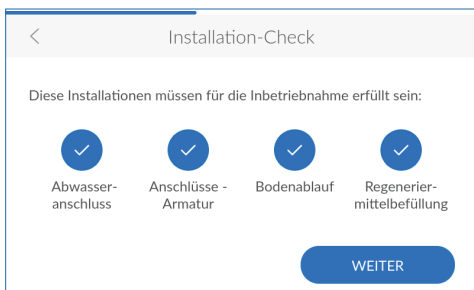 Installation-Check
Diese Installationen müssen für die Inbetriebnahme erfüllt sein:
Abwasser-
anschluss
Anschlüsse -
Armatur
Bodenablauf
Regenerier-
mittelbefüllung
WEITER